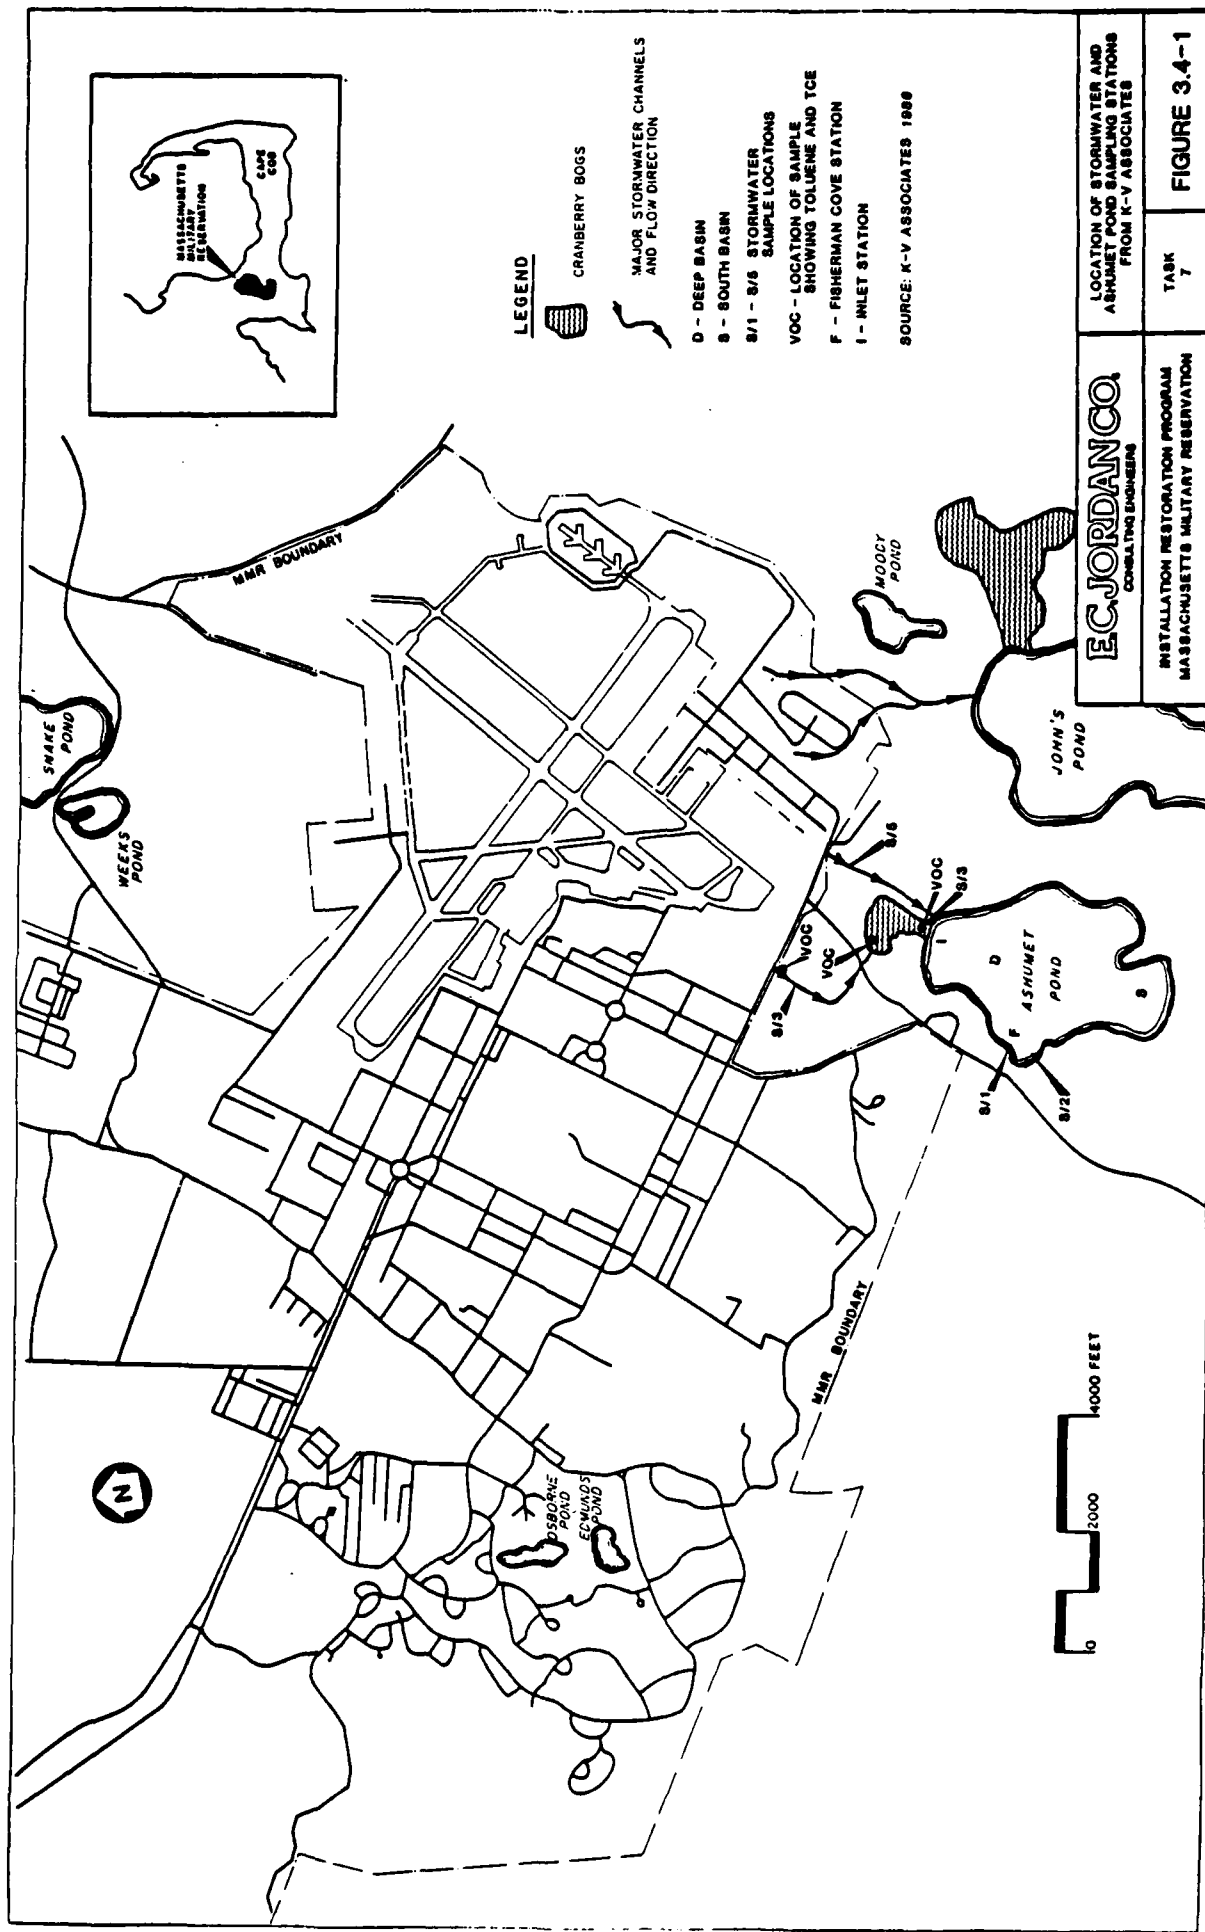 MASSACHUSETTS
MILITARY
RESERVATION
CAPE
COD
LEGEND
CRANBERRY BOGS
MAJOR STORMWATER CHANNELS
AND FLOW DIRECTION
D - DEEP BASIN
S - SOUTH BASIN
S/1 - S/5 STORMWATER
SAMPLE LOCATIONS
VOC - LOCATION OF SAMPLE
SHOWING TOLUENE AND TCE
F - FISHERMAN COVE STATION
I - INLET STATION
SOURCE: K-V ASSOCIATES 1986
N
SNAKE
POND
WEEKS
POND
MMR BOUNDARY
OSBORNE
POND
EDMUNDS
POND
MOODY
POND
JOHN'S
POND
S/5
VOC
S/3
VOC
VOC
S/3
I
D
ASHUMET
POND
F
S
S/1
S/2
MMR BOUNDARY
0
2000
4000 FEET
E.C. JORDAN CO.
CONSULTING ENGINEERS
INSTALLATION RESTORATION PROGRAM
MASSACHUSETTS MILITARY RESERVATION
LOCATION OF STORMWATER AND
ASHUMET POND SAMPLING STATIONS
FROM K-V ASSOCIATES
TASK
7
FIGURE 3.4-1